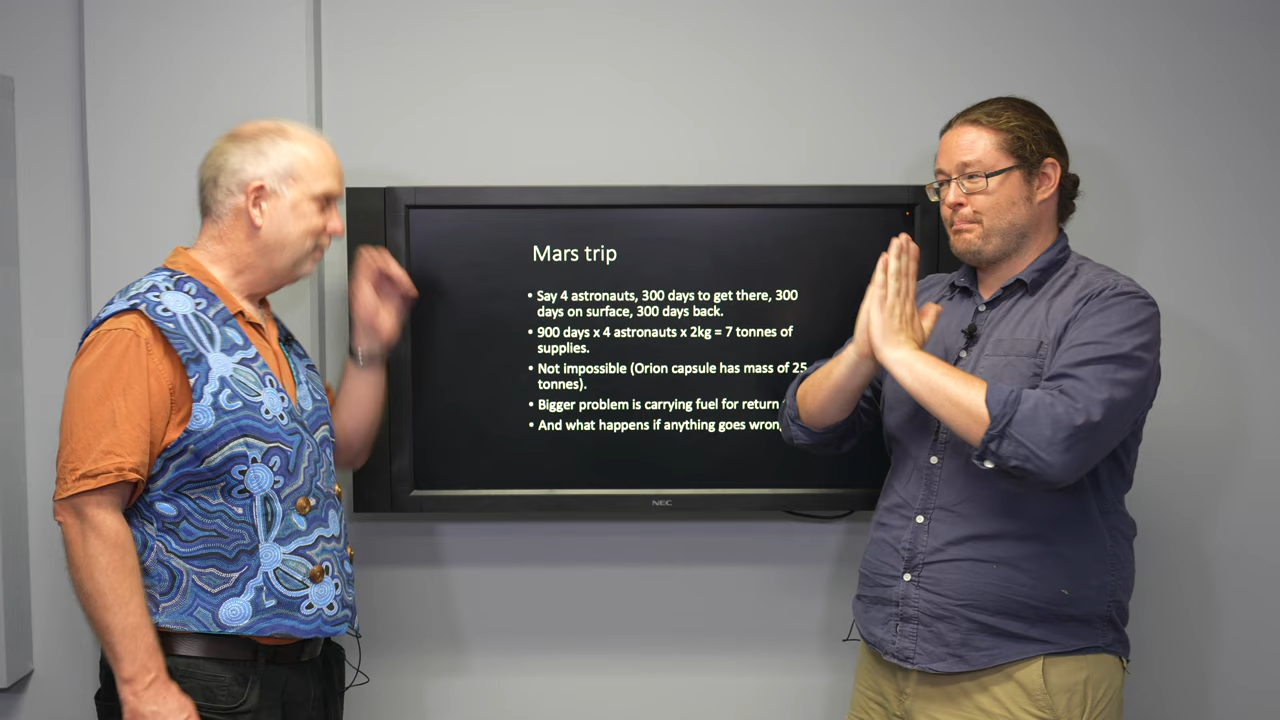 Mars trip
• Say 4 astronauts, 300 days to get there, 300
days on surface, 300 days back.
• 900 days x 4 astronauts x 2kg = 7 tonnes of
supplies.
• Not impossible (Orion capsule has mass of 25
tonnes).
• Bigger problem is carrying fuel for return
• And what happens if anything goes wron
NEC